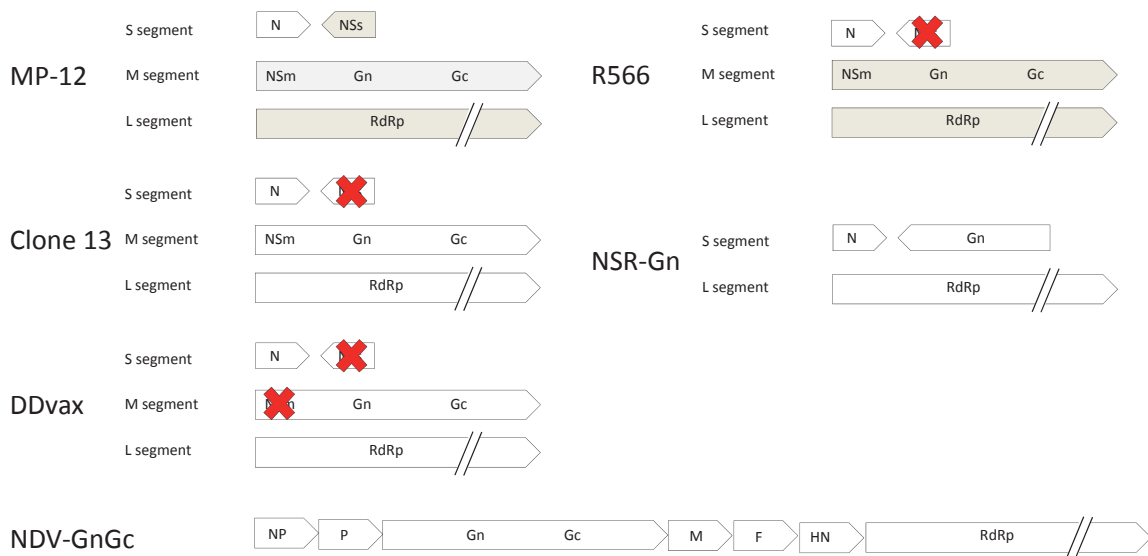 MP-12
S segment
N
NSs
M segment
NSm Gn Gc
L segment
RdRp
R566
S segment
N
M segment
NSm Gn Gc
L segment
RdRp
Clone 13
S segment
N
M segment
NSm Gn Gc
L segment
RdRp
NSR-Gn
S segment
N
Gn
L segment
RdRp
DDvax
S segment
N
M segment
Gn Gc
L segment
RdRp
NDV-GnGc
NP P Gn Gc M F HN RdRp